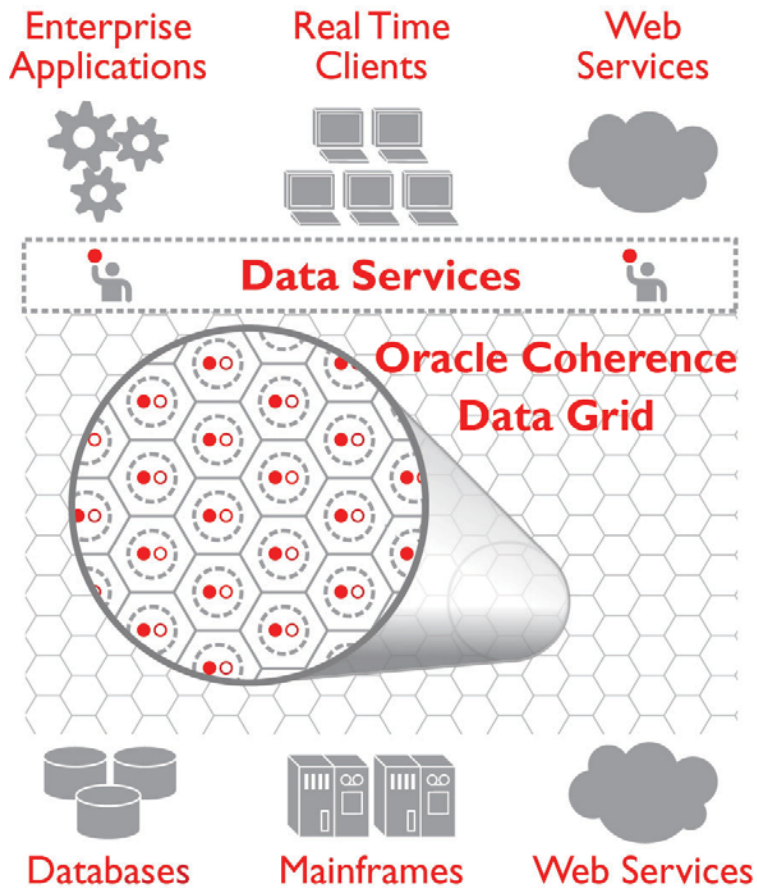 Enterprise
Applications
Real Time
Clients
Web
Services
Data Services
Oracle Coherence
Data Grid
Databases
Mainframes
Web Services